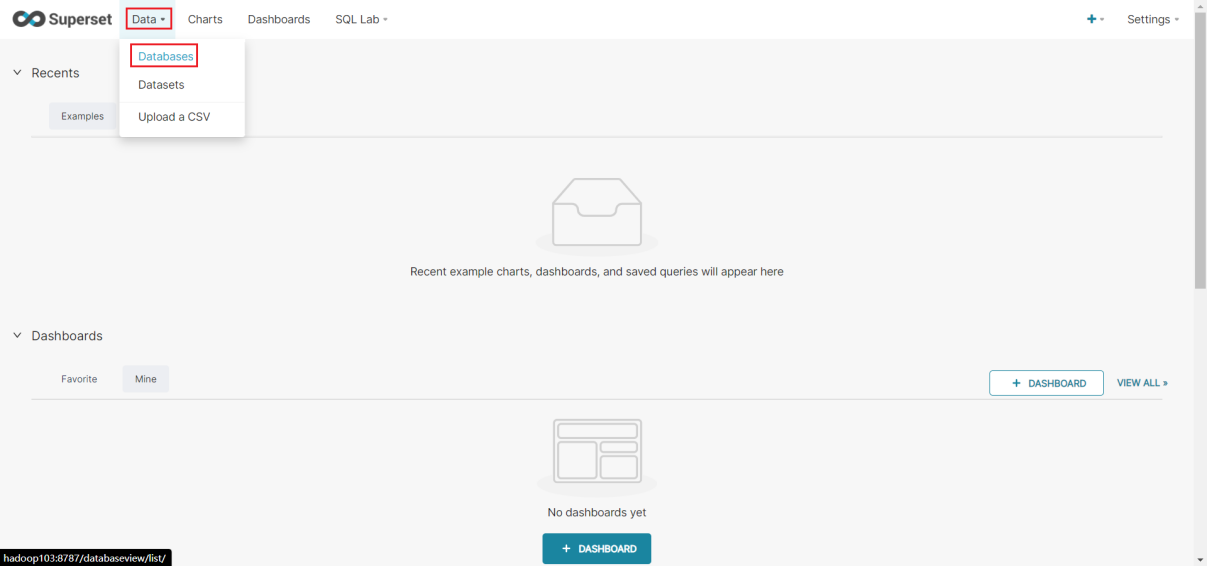 Superset Data Charts Dashboards SQL Lab + Settings
Databases
Datasets
Upload a CSV
Recents
Examples
Recent example charts, dashboards, and saved queries will appear here
Dashboards
Favorite Mine + DASHBOARD VIEW ALL »
No dashboards yet
+ DASHBOARD
hadoop103:8787/databaseview/list/